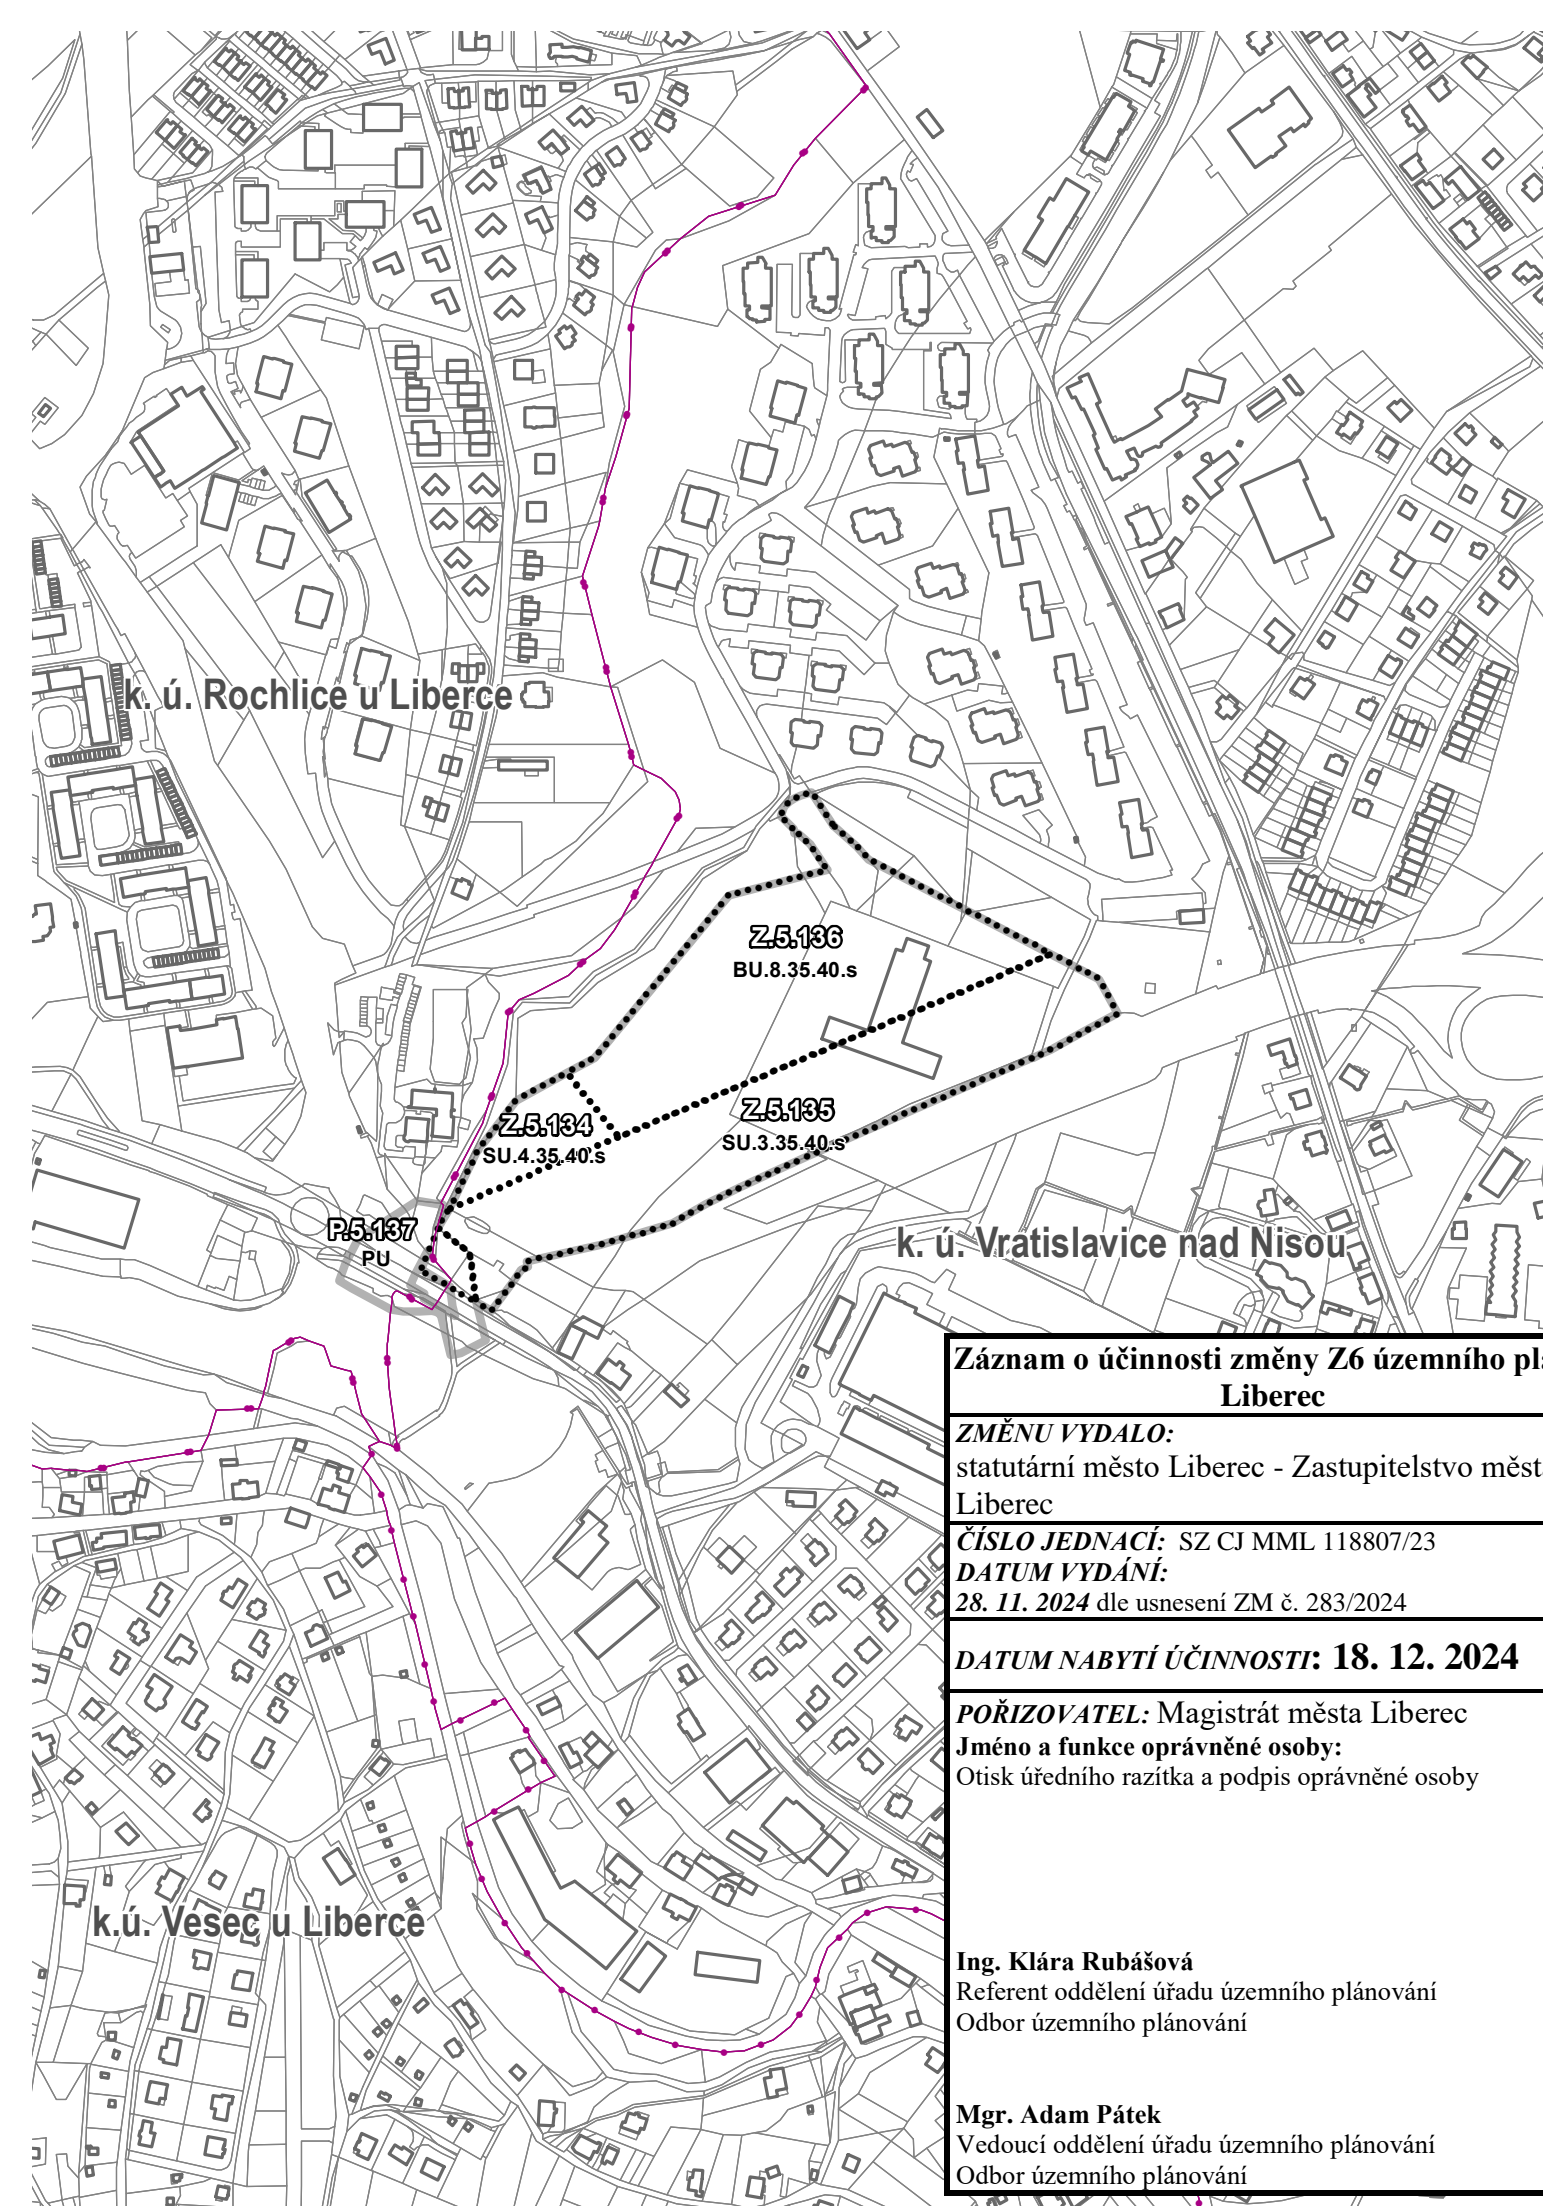 k. ú. Rochlice u Liberce
Z.5.136
BU.8.35.40.s
Z.5.134
SU.4.35.40.s
Z.5.135
SU.3.35.40.s
P.5.137
PU
k. ú. Vratislavice nad Nisou
k.ú. Vesec u Liberce
Záznam o účinnosti změny Z6 územního pl
Liberec
ZMĚNU VYDALO:
statutární město Liberec - Zastupitelstvo měst
Liberec
ČÍSLO JEDNACÍ: SZ CJ MML 118807/23
DATUM VYDÁNÍ:
28. 11. 2024 dle usnesení ZM č. 283/2024
DATUM NABYTÍ ÚČINNOSTI: 18. 12. 2024
POŘIZOVATEL: Magistrát města Liberec
Jméno a funkce oprávněné osoby:
Otisk úředního razítka a podpis oprávněné osoby
Ing. Klára Rubášová
Referent oddělení úřadu územního plánování
Odbor územního plánování
Mgr. Adam Pátek
Vedoucí oddělení úřadu územního plánování
Odbor územního plánování